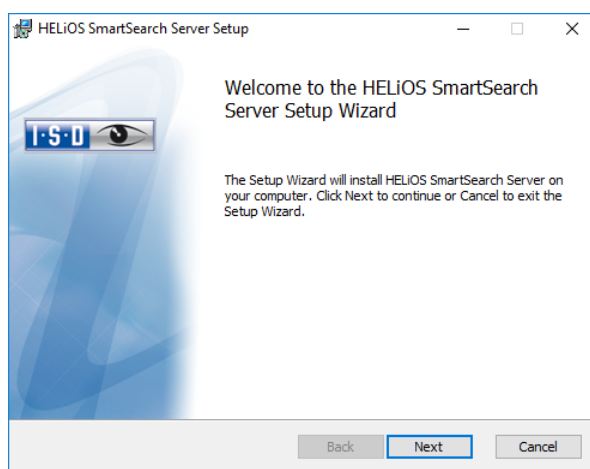 HELiOS SmartSearch Server Setup
Welcome to the HELiOS SmartSearch
Server Setup Wizard
I·S·D
The Setup Wizard will install HELiOS SmartSearch Server on
your computer. Click Next to continue or Cancel to exit the
Setup Wizard.
Back Next Cancel